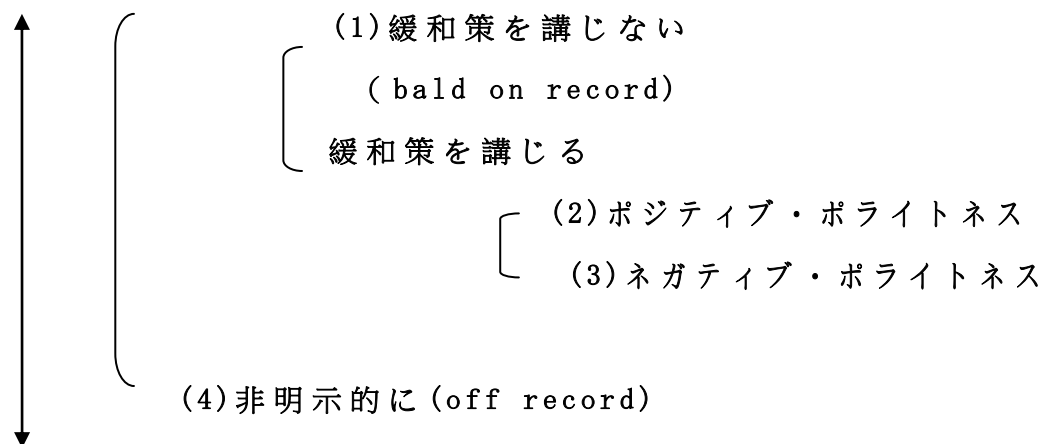 (1)緩和策を講じない
(bald on record)
緩和策を講じる
(2)ポジティブ・ポライトネス
(3)ネガティブ・ポライトネス
(4)非明示的に(off record)